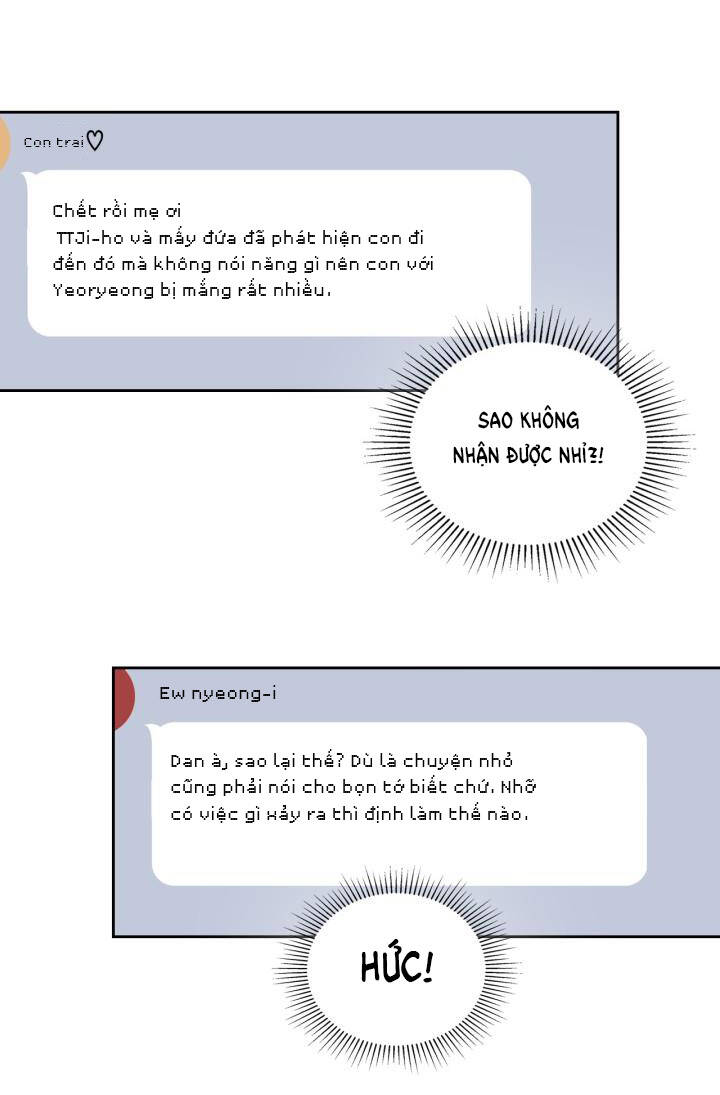 Con trai♡
Chết rồi mẹ ơi
TTJi-ho và mấy đứa đã phát hiện con đi
đến đó mà không nói năng gì nên con với
Yeoryeong bị mắng rất nhiều.
SAO KHÔNG
NHẬN ĐƯỢC NHỈ?!
Ew nyeong-i
Dan à, sao lại thế? Dù là chuyện nhỏ
cũng phải nói cho bọn tớ biết chứ. Nhỡ
có việc gì xảy ra thì định làm thế nào.
HỨC!